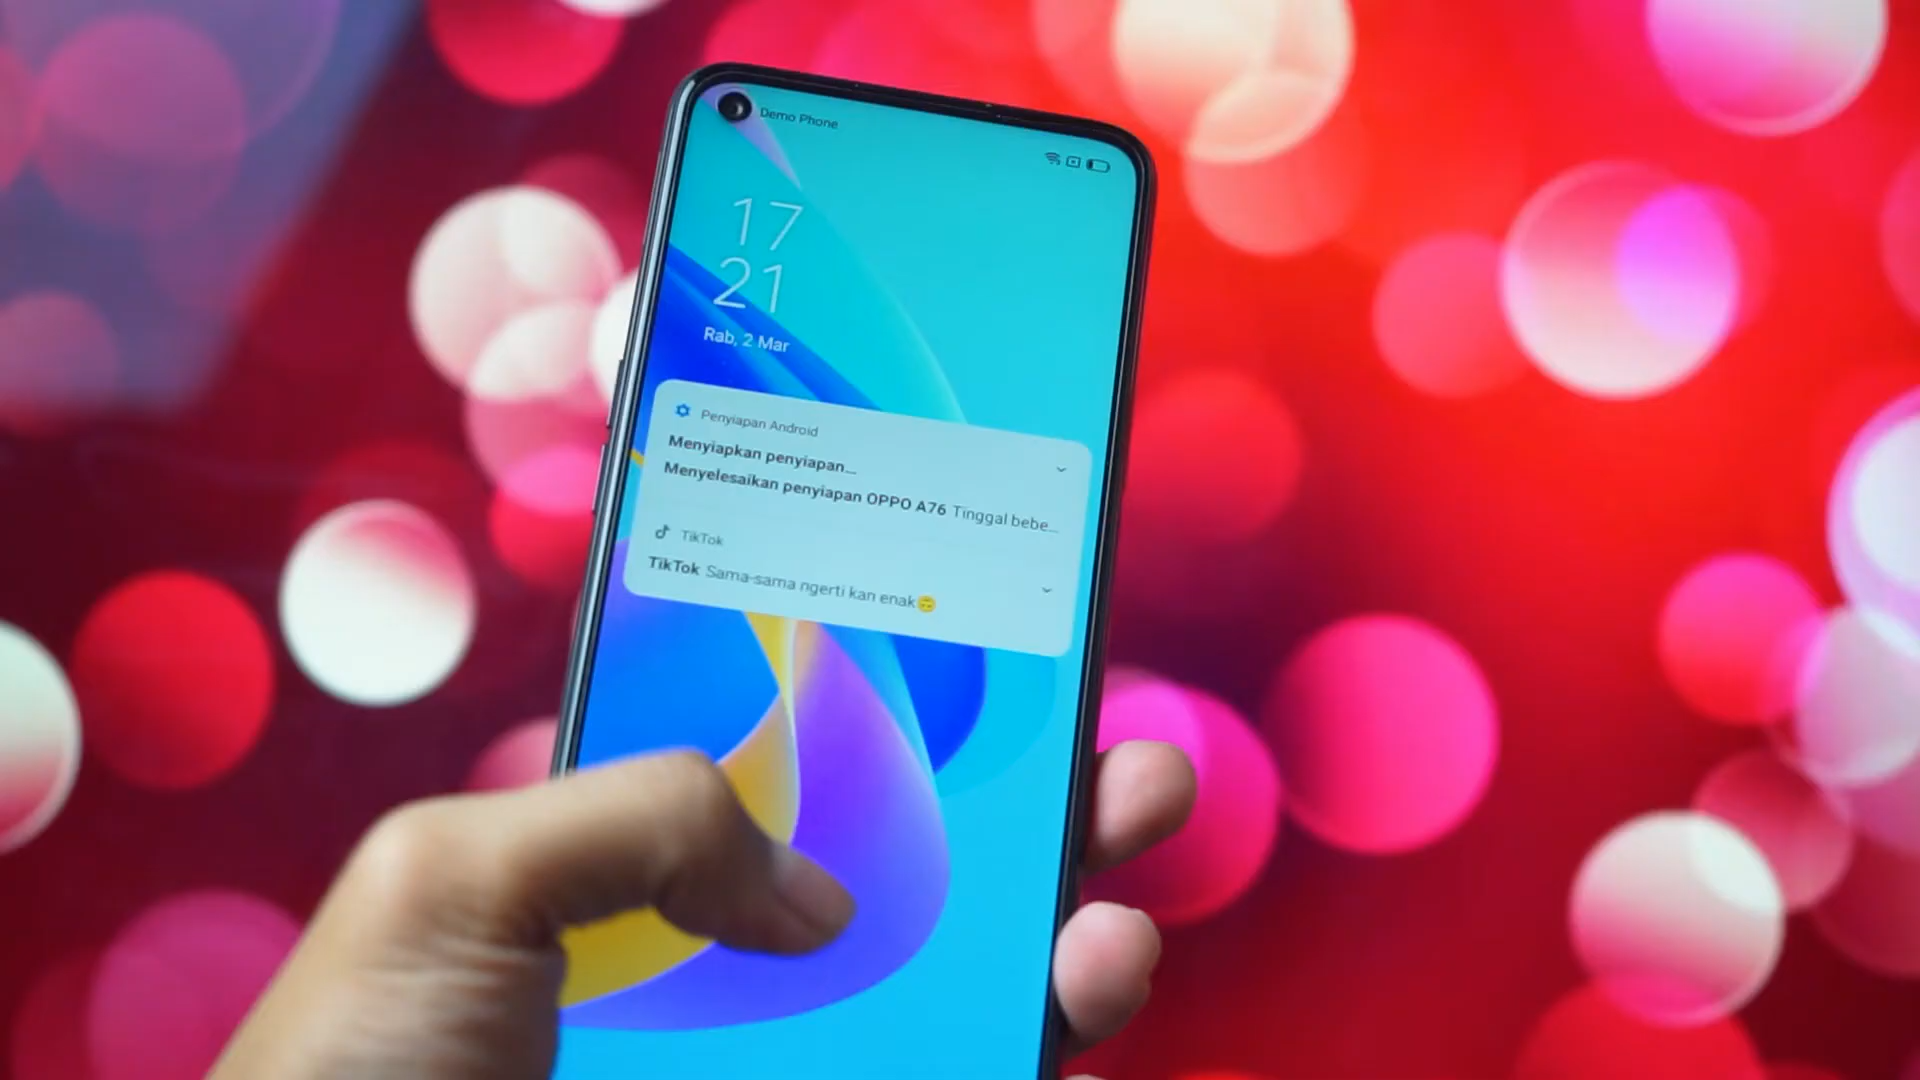 Demo Phone
17
21
Rab, 2 Mar
Penyiapan Android
Menyiapkan penyiapan...
Menyelesaikan penyiapan OPPO A76 Tinggal bebe...
TikTok
TikTok Sama-sama ngerti kan enak🙃